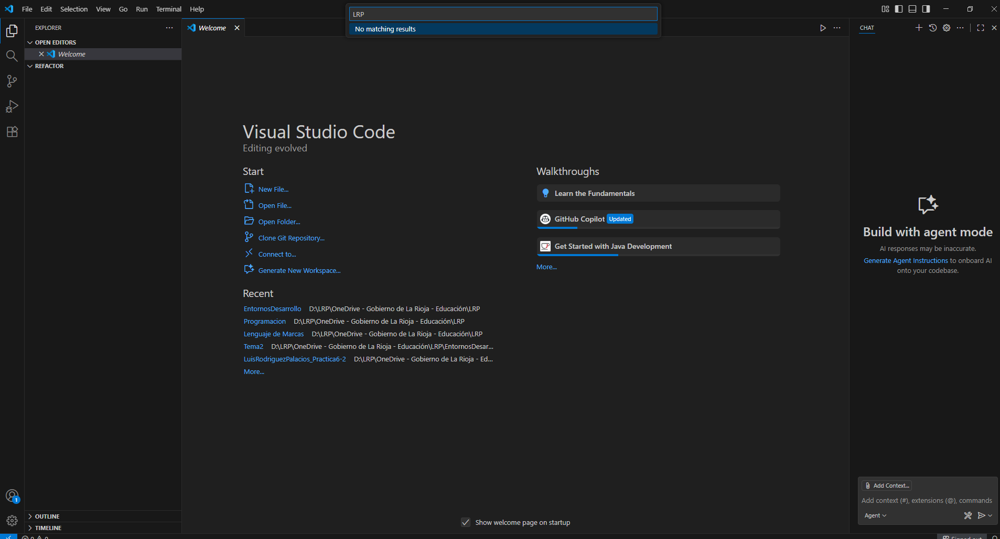 File Edit Selection View Go Run Terminal Help
LRP
No matching results
EXPLORER
OPEN EDITORS
Welcome
REFACTOR
OUTLINE
TIMELINE
Welcome
Visual Studio Code
Editing evolved
Start
New File...
Open File...
Open Folder...
Clone Git Repository...
Connect to...
Generate New Workspace...
Recent
EntornosDesarrollo D:\LRP\OneDrive - Gobierno de La Rioja - Educación\LRP
Programacion D:\LRP\OneDrive - Gobierno de La Rioja - Educación\LRP
Lenguaje de Marcas D:\LRP\OneDrive - Gobierno de La Rioja - Educación\LRP
Tema2 D:\LRP\OneDrive - Gobierno de La Rioja - Educación\LRP\EntornosDesar...
LuisRodriguezPalacios_Practica6-2 D:\LRP\OneDrive - Gobierno de La Rioja - Ed...
More...
Walkthroughs
Learn the Fundamentals
GitHub Copilot Updated
Get Started with Java Development
More...
Show welcome page on startup
CHAT
Build with agent mode
AI responses may be inaccurate.
Generate Agent Instructions to onboard AI
onto your codebase.
Add Context...
Add context (#), extensions (@), commands
Agent
1
0 0
Signed out